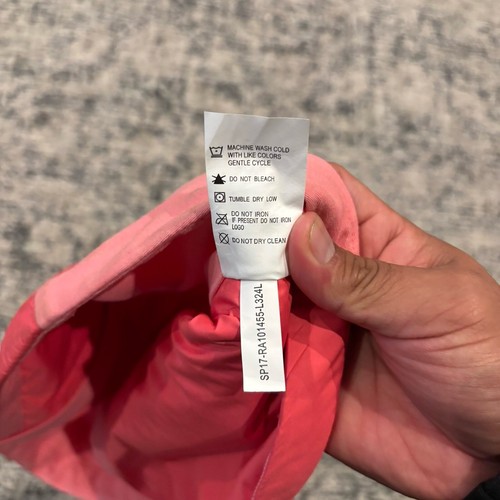 MACHINE WASH COLD
WITH LIKE COLORS
GENTLE CYCLE
DO NOT BLEACH
TUMBLE DRY LOW
DO NOT IRON
IF PRESENT DO NOT IRON
LOGO
DO NOT DRY CLEAN
SP17-RA101455-L324L